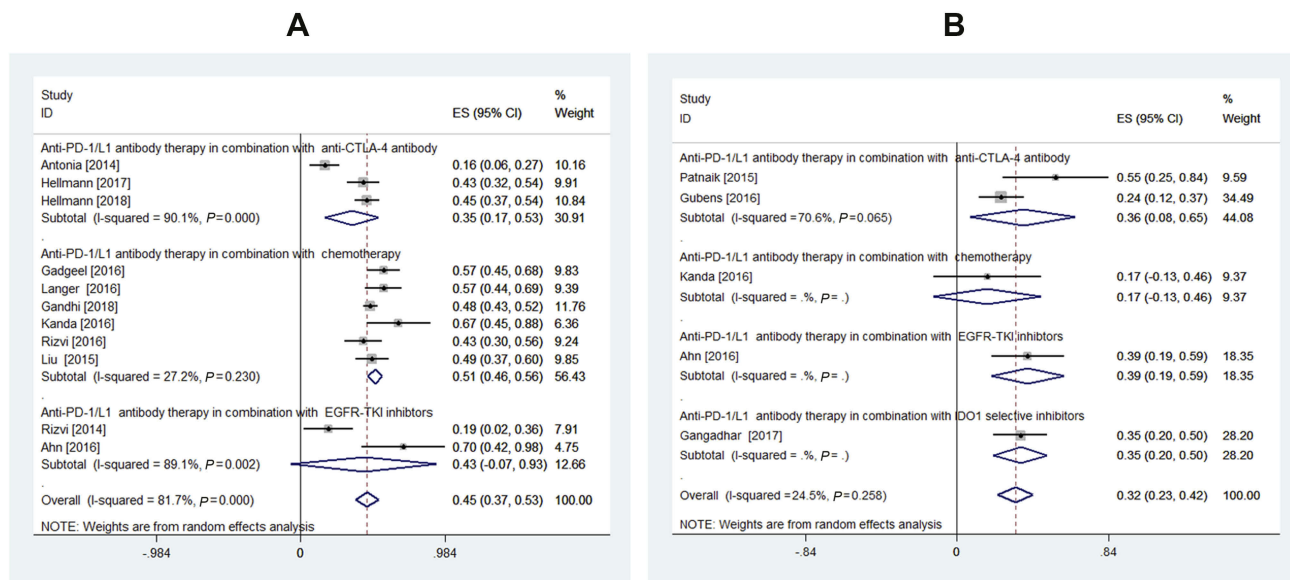 A
Study
%
ID
ES (95% CI)
Weight
Anti-PD-1/L1 antibody therapy in combination with anti-CTLA-4 antibody
Antonia [2014] 0.16 (0.06, 0.27) 10.16
Hellmann [2017] 0.43 (0.32, 0.54) 9.91
Hellmann [2018] 0.45 (0.37, 0.54) 10.84
Subtotal (I-squared = 90.1%, P=0.000) 0.35 (0.17, 0.53) 30.91
.
Anti-PD-1/L1 antibody therapy in combination with chemotherapy
Gadgeel [2016] 0.57 (0.45, 0.68) 9.83
Langer [2016] 0.57 (0.44, 0.69) 9.39
Gandhi [2018] 0.48 (0.43, 0.52) 11.76
Kanda [2016] 0.67 (0.45, 0.88) 6.36
Rizvi [2016] 0.43 (0.30, 0.56) 9.24
Liu [2015] 0.49 (0.37, 0.60) 9.85
Subtotal (I-squared = 27.2%, P=0.230) 0.51 (0.46, 0.56) 56.43
.
Anti-PD-1/L1 antibody therapy in combination with EGFR-TKI inhibtors
Rizvi [2014] 0.19 (0.02, 0.36) 7.91
Ahn [2016] 0.70 (0.42, 0.98) 4.75
Subtotal (I-squared = 89.1%, P=0.002) 0.43 (-0.07, 0.93) 12.66
.
Overall (I-squared = 81.7%, P=0.000) 0.45 (0.37, 0.53) 100.00
NOTE: Weights are from random effects analysis
-.984 0 .984
B
Study
%
ID
ES (95% CI)
Weight
Anti-PD-1/L1 antibody therapy in combination with anti-CTLA-4 antibody
Patnaik [2015] 0.55 (0.25, 0.84) 9.59
Gubens [2016] 0.24 (0.12, 0.37) 34.49
Subtotal (I-squared =70.6%, P=0.065) 0.36 (0.08, 0.65) 44.08
.
Anti-PD-1/L1 antibody therapy in combination with chemotherapy
Kanda [2016] 0.17 (-0.13, 0.46) 9.37
Subtotal (I-squared = .%, P= .) 0.17 (-0.13, 0.46) 9.37
.
Anti-PD-1/L1 antibody therapy in combination with EGFR-TKI inhibtors
Ahn [2016] 0.39 (0.19, 0.59) 18.35
Subtotal (I-squared = .%, P= .) 0.39 (0.19, 0.59) 18.35
.
Anti-PD-1/L1 antibody therapy in combination with IDO1 selective inhibitors
Gangadhar [2017] 0.35 (0.20, 0.50) 28.20
Subtotal (I-squared = .%, P= .) 0.35 (0.20, 0.50) 28.20
.
Overall (I-squared =24.5%, P=0.258) 0.32 (0.23, 0.42) 100.00
NOTE: Weights are from random effects analysis
-.84 0 .84